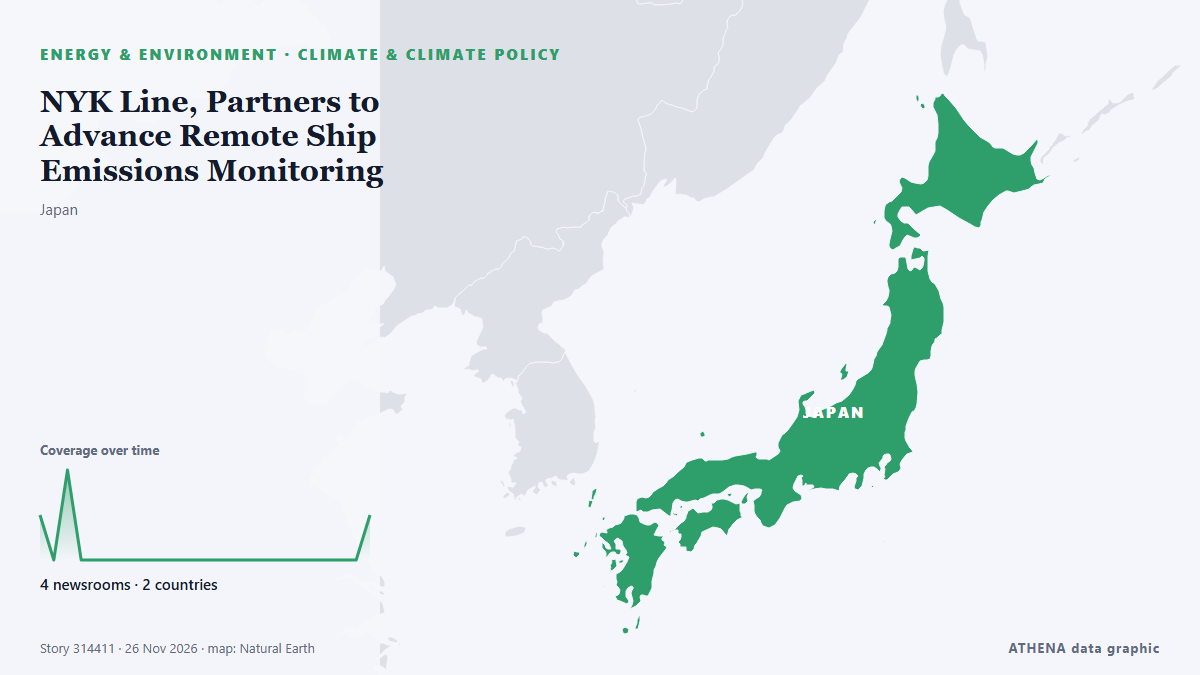 ENERGY & ENVIRONMENT · CLIMATE & CLIMATE POLICY
NYK Line, Partners to
Advance Remote Ship
Emissions Monitoring
Japan
JAPAN
Coverage over time
4 newsrooms · 2 countries
Story 314411 · 26 Nov 2026 · map: Natural Earth
ATHENA data graphic